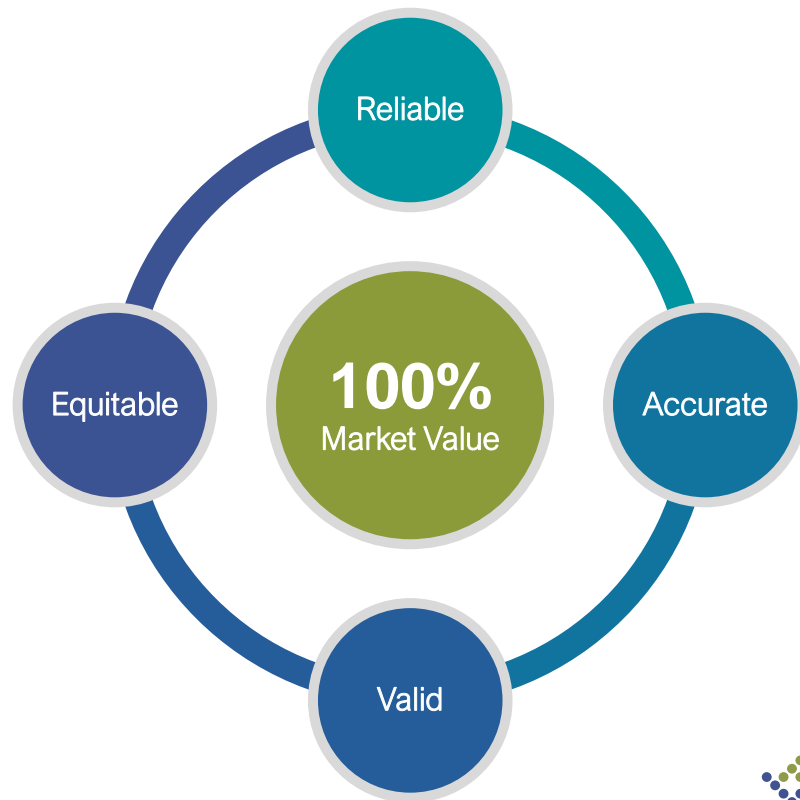 Reliable
Equitable
100%
Market Value
Accurate
Valid